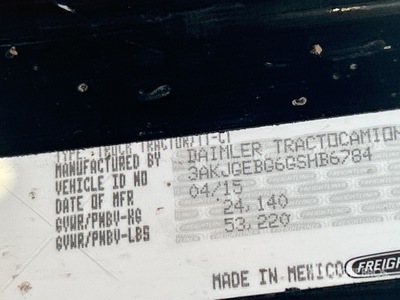 TYPE : TRUCK TRACTOR/TT-CT
MANUFACTURED BY DAIMLER TRACTOCAMION
VEHICLE ID NO 3AKJGEBG6GSHB6784
DATE OF MFR 04/15
GVWR/PNBV-KG 24,140
GVWR/PNBV-LBS 53,220
MADE IN MEXICO FREIGH